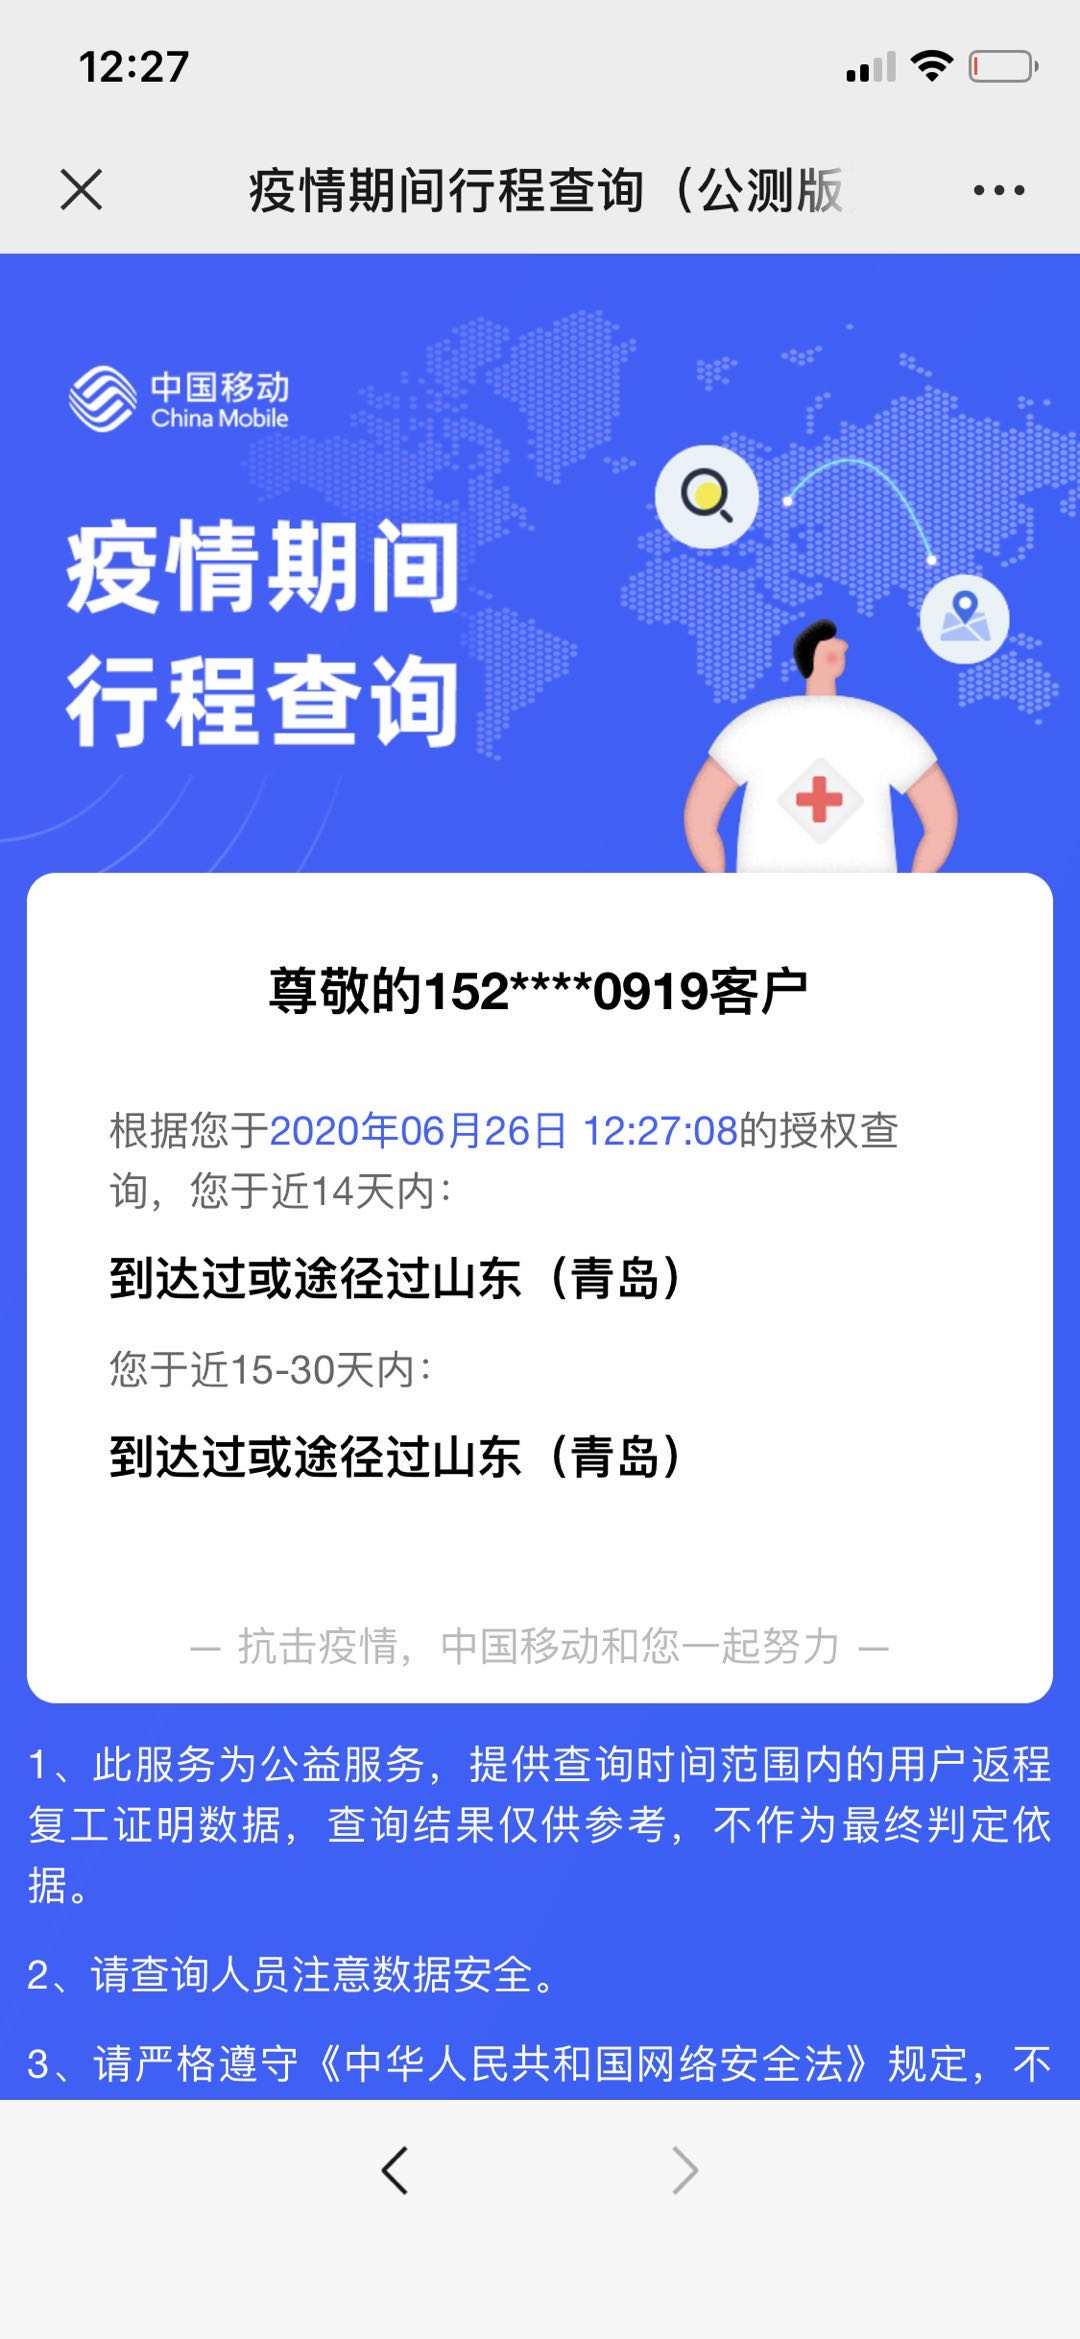 12:27
疫情期间行程查询（公测版
中国移动
China Mobile
疫情期间
行程查询
尊敬的152****0919客户
根据您于2020年06月26日 12:27:08的授权查
询，您于近14天内：
到达过或途径过山东（青岛）
您于近15-30天内：
到达过或途径过山东（青岛）
— 抗击疫情，中国移动和您一起努力 —
1、此服务为公益服务，提供查询时间范围内的用户返程
复工证明数据，查询结果仅供参考，不作为最终判定依
据。
2、请查询人员注意数据安全。
3、请严格遵守《中华人民共和国网络安全法》规定，不